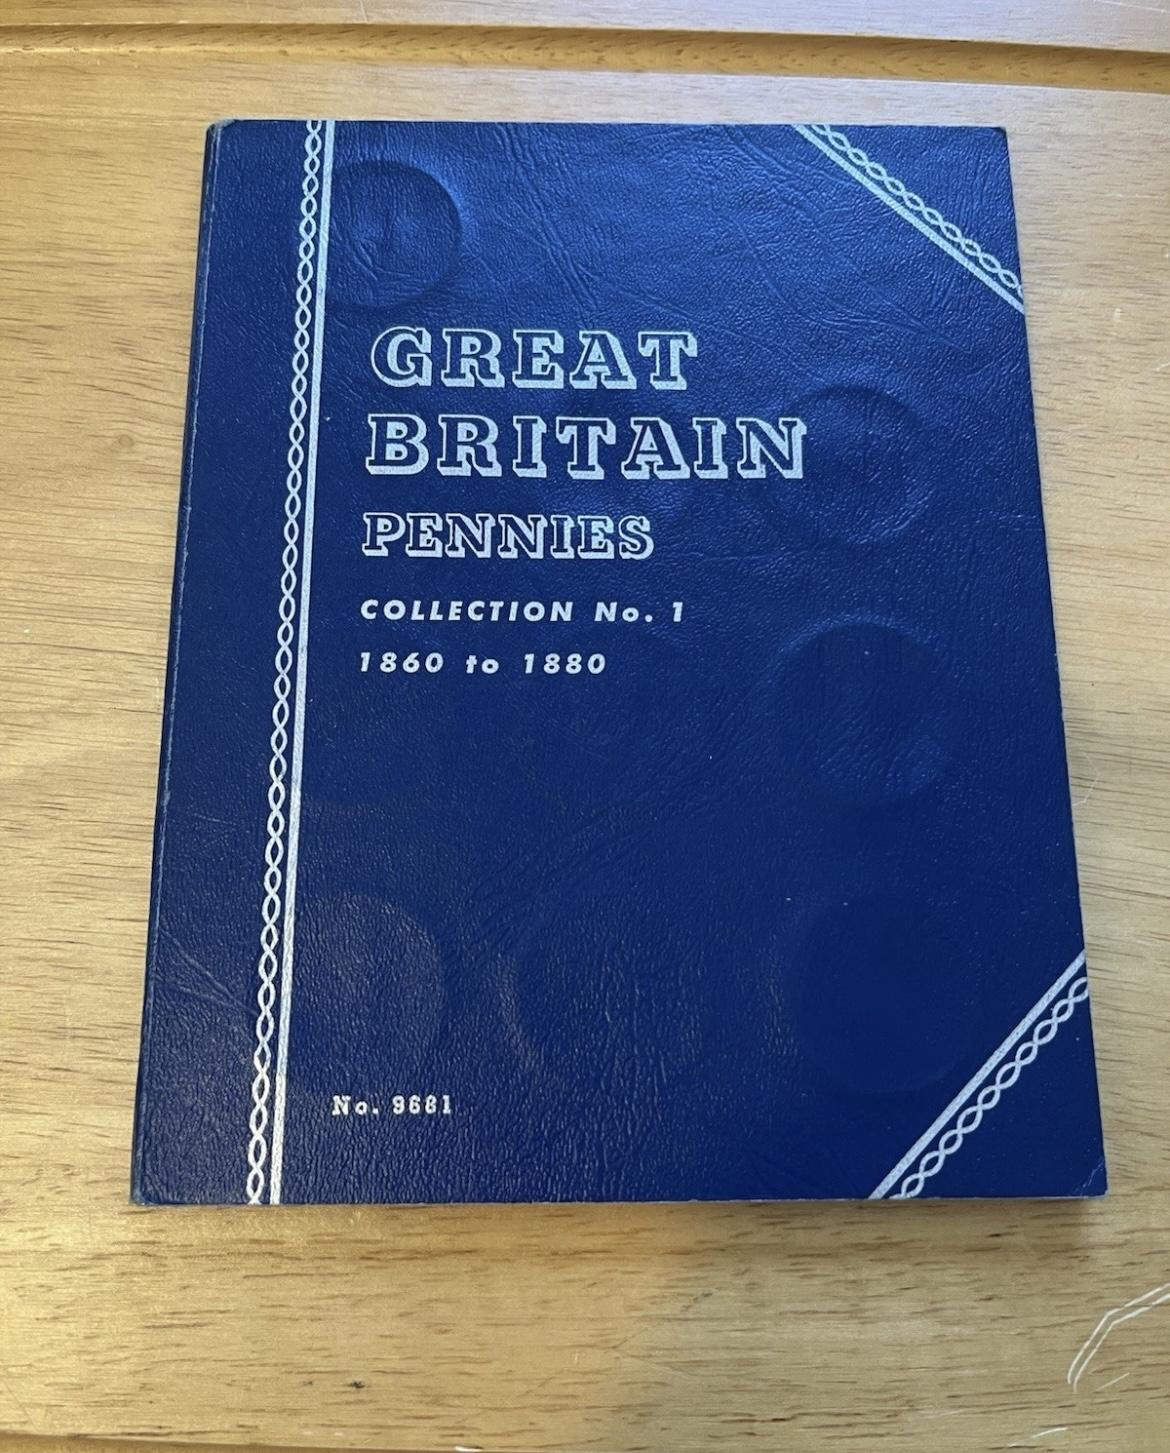 GREAT
BRITAIN
PENNIES
COLLECTION No. 1
1860 to 1880
No. 9681